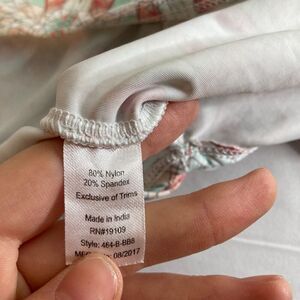 80% Nylon
20% Spandex
Exclusive of Trims
Made in India
RN#19109
Style: 464-B-BB8
08/2017